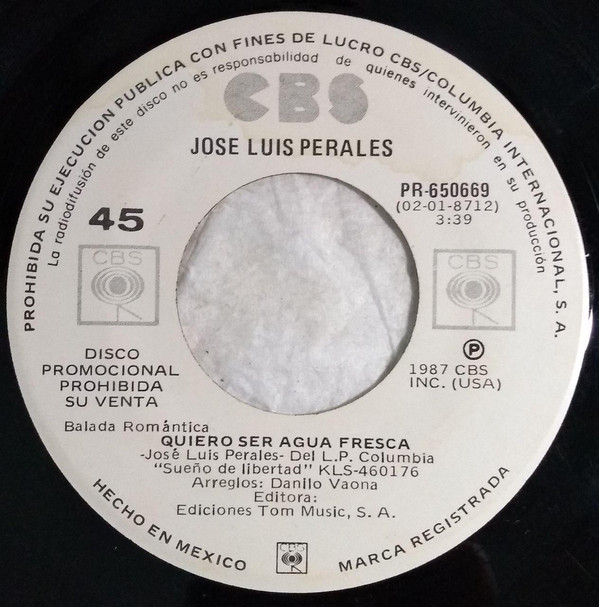 PROHIBIDA SU EJECUCION PUBLICA CON FINES DE LUCRO CBS/COLUMBIA INTERNACIONAL, S. A.
La radiodifusión de este disco no es responsabilidad de quienes intervinieron en su producción
CBS
JOSE LUIS PERALES
PR-650669
(02-01-8712)
3:39
45
CBS
CBS
DISCO
PROMOCIONAL
PROHIBIDA
SU VENTA
℗
1987 CBS
INC. (USA)
Balada Romántica
QUIERO SER AGUA FRESCA
-José Luis Perales- Del L.P. Columbia
"Sueño de libertad" KLS-460176
Arreglos: Danilo Vaona
Editora:
Ediciones Tom Music, S. A.
HECHO EN MEXICO
CBS
MARCA REGISTRADA